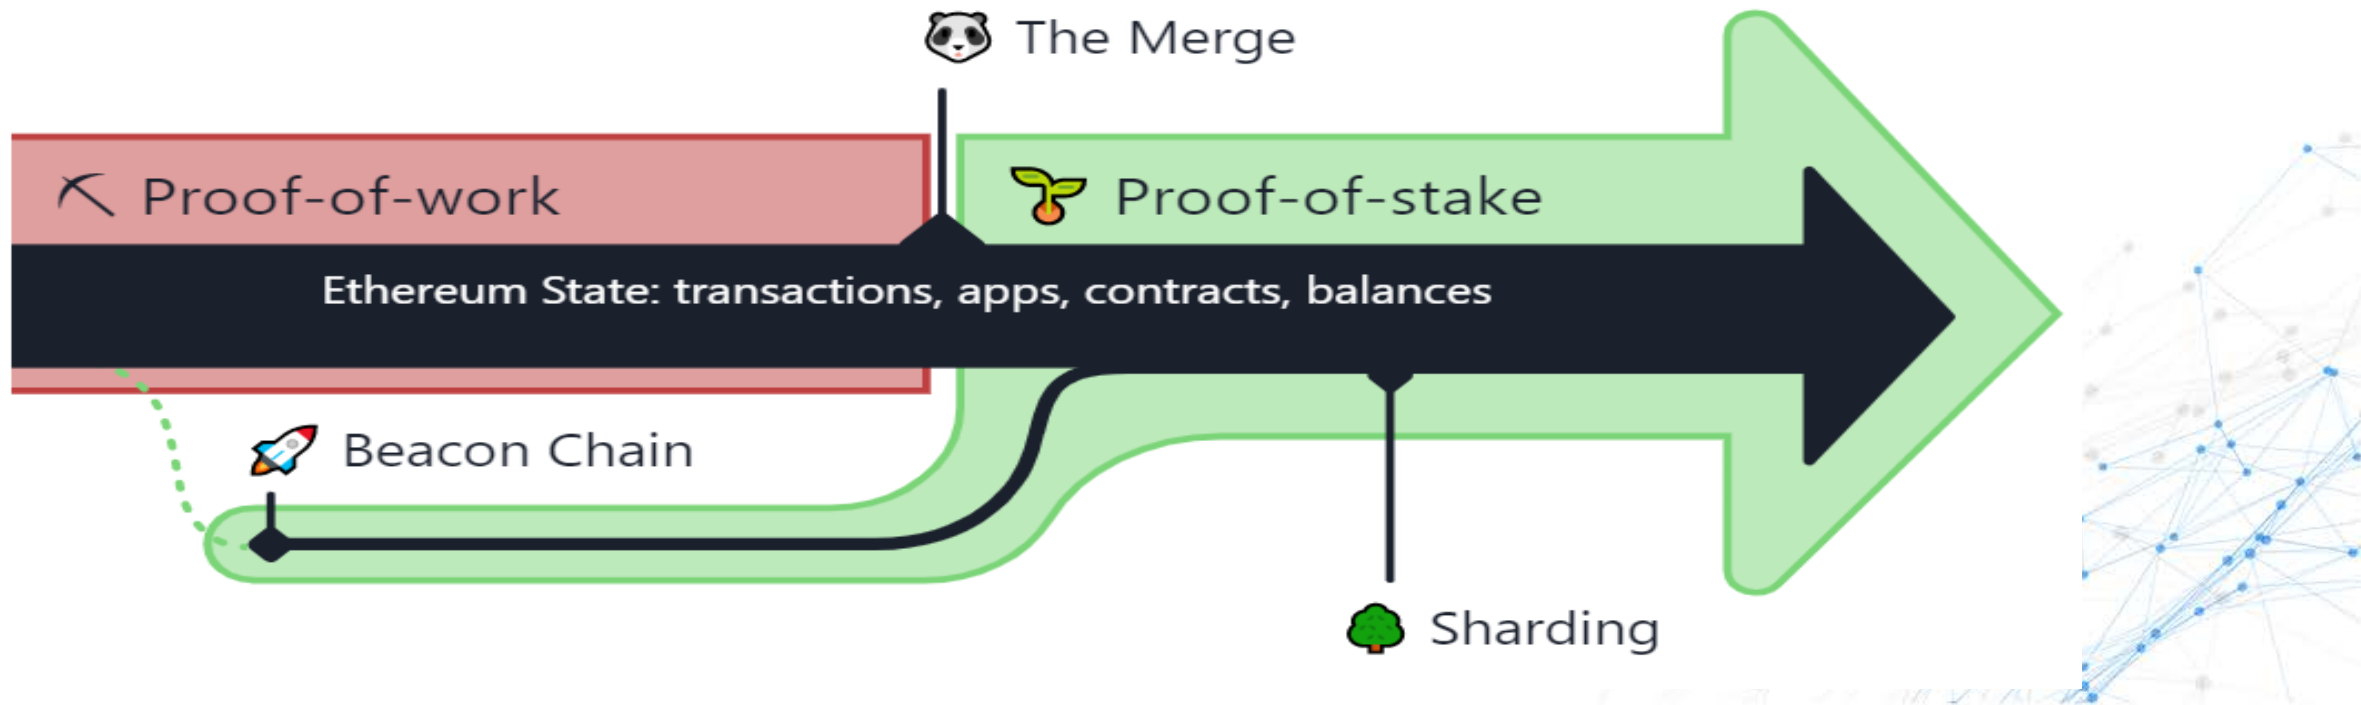 The Merge
Proof-of-work
Proof-of-stake
Ethereum State: transactions, apps, contracts, balances
Beacon Chain
Sharding